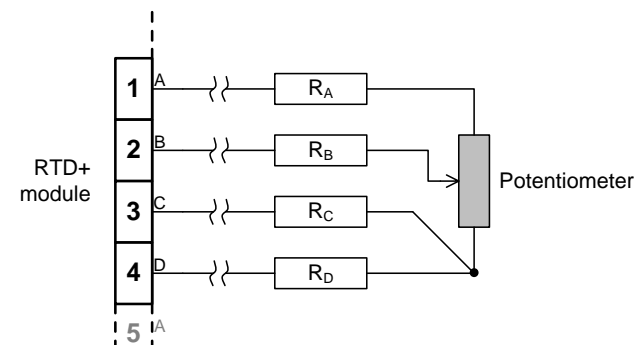 1 A R_A
2 B R_B
RTD+
module
Potentiometer
3 C R_C
4 D R_D
5 A